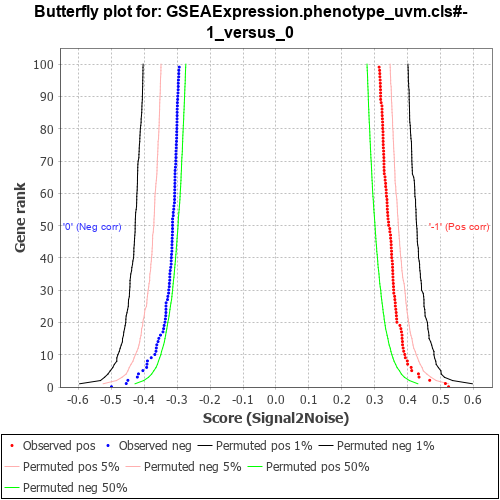 Butterfly plot for: GSEAExpression.phenotype_uvm.cls#-
1_versus_0
100
90
80
70
60
50
40
30
20
10
0
Gene rank
'0' (Neg corr)
'-1' (Pos corr)
-0.6 -0.5 -0.4 -0.3 -0.2 -0.1 0.0 0.1 0.2 0.3 0.4 0.5 0.6
Score (Signal2Noise)
Observed pos Observed neg Permuted pos 1% Permuted neg 1%
Permuted pos 5% Permuted neg 5% Permuted pos 50%
Permuted neg 50%